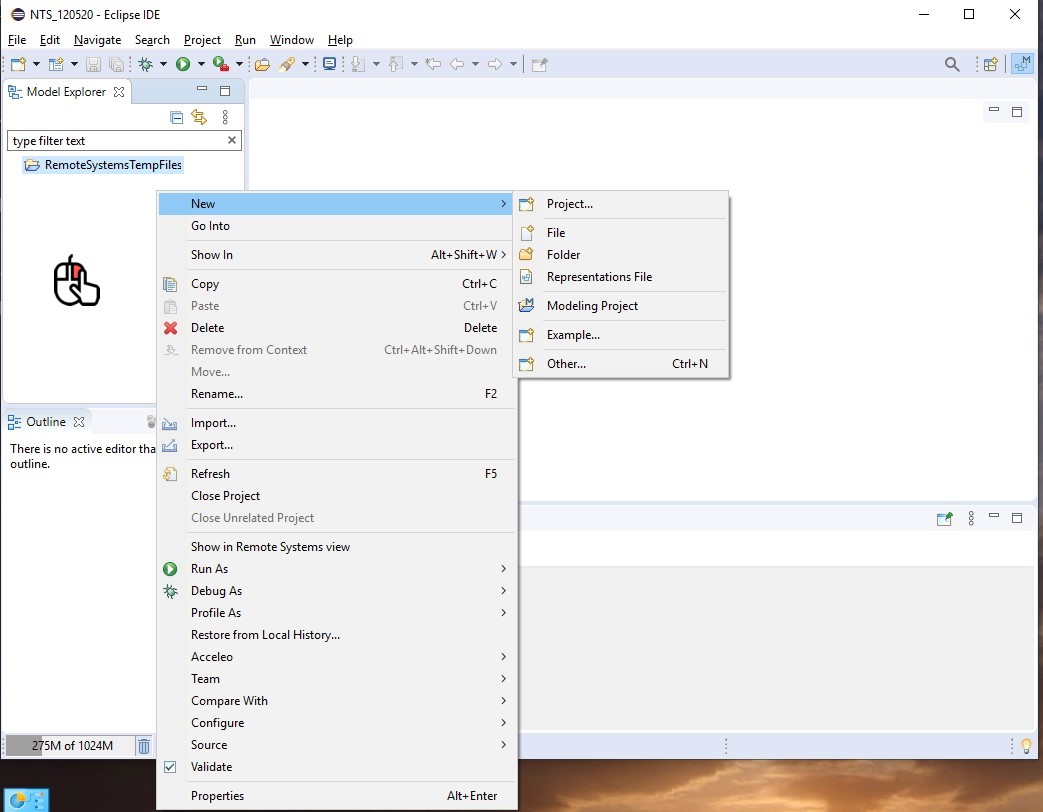 NTS_120520 - Eclipse IDE
File Edit Navigate Search Project Run Window Help
Model Explorer
type filter text
RemoteSystemsTempFiles
New
Go Into
Show In Alt+Shift+W
Copy Ctrl+C
Paste Ctrl+V
Delete Delete
Remove from Context Ctrl+Alt+Shift+Down
Move...
Rename... F2
Import...
Export...
Refresh F5
Close Project
Close Unrelated Project
Show in Remote Systems view
Run As
Debug As
Profile As
Restore from Local History...
Acceleo
Team
Compare With
Configure
Source
Validate
Properties Alt+Enter
Project...
File
Folder
Representations File
Modeling Project
Example...
Other... Ctrl+N
Outline
There is no active editor tha
outline.
275M of 1024M